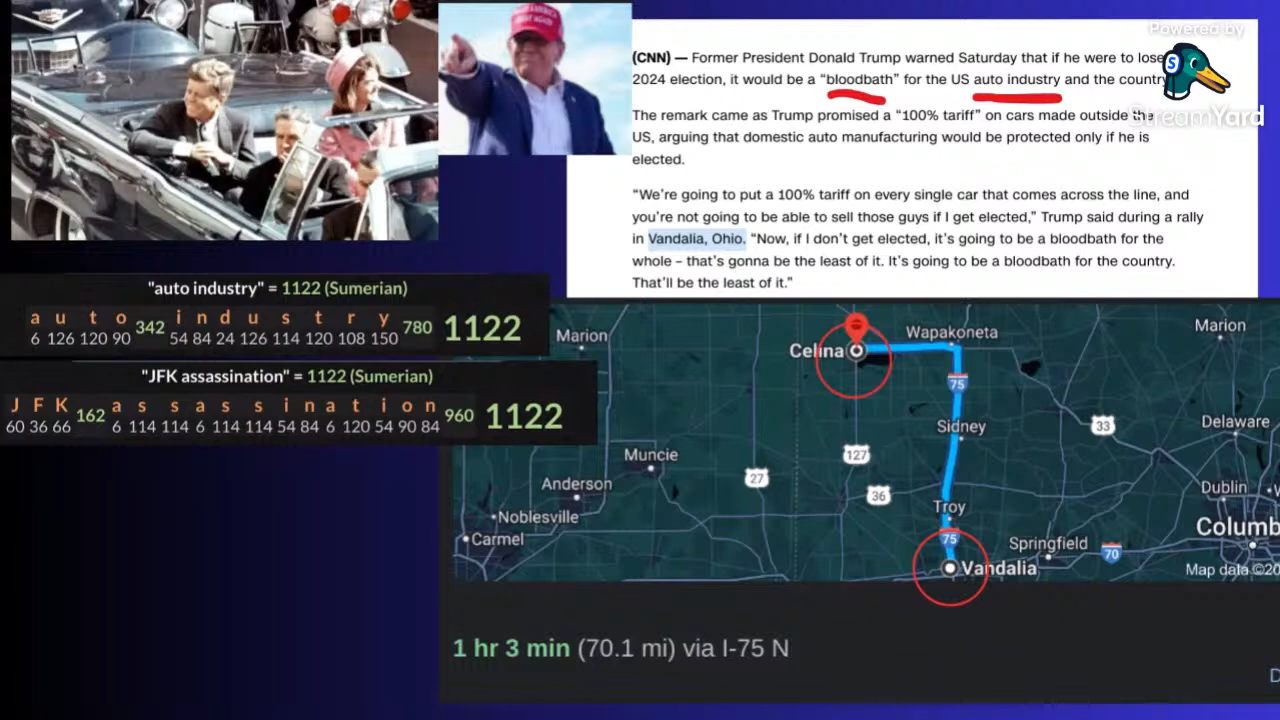 Powered by
StreamYard
MAKE AMERICA GREAT AGAIN
(CNN) — Former President Donald Trump warned Saturday that if he were to lose
2024 election, it would be a “bloodbath” for the US auto industry and the country
The remark came as Trump promised a “100% tariff” on cars made outside the
US, arguing that domestic auto manufacturing would be protected only if he is
elected.
“We’re going to put a 100% tariff on every single car that comes across the line, and
you’re not going to be able to sell those guys if I get elected,” Trump said during a rally
in Vandalia, Ohio. “Now, if I don’t get elected, it’s going to be a bloodbath for the
whole – that’s gonna be the least of it. It’s going to be a bloodbath for the country.
That’ll be the least of it.”
"auto industry" = 1122 (Sumerian)
a u t o 342 i n d u s t r y 780 1122
6 126 120 90 54 84 24 126 114 120 108 150
"JFK assassination" = 1122 (Sumerian)
J F K 162 a s s a s s i n a t i o n 960 1122
60 36 66 6 114 114 6 114 114 54 84 6 120 54 90 84
Marion
Celina
Wapakoneta
Marion
75
Sidney
33
Delaware
127
Muncie
27
Anderson
36
Dublin
Troy
Noblesville
Columb
75
Springfield
70
Carmel
Vandalia
Map data ©20
1 hr 3 min (70.1 mi) via I-75 N